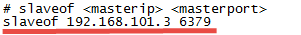 # slaveof <masterip> <masterport>
slaveof 192.168.101.3 6379